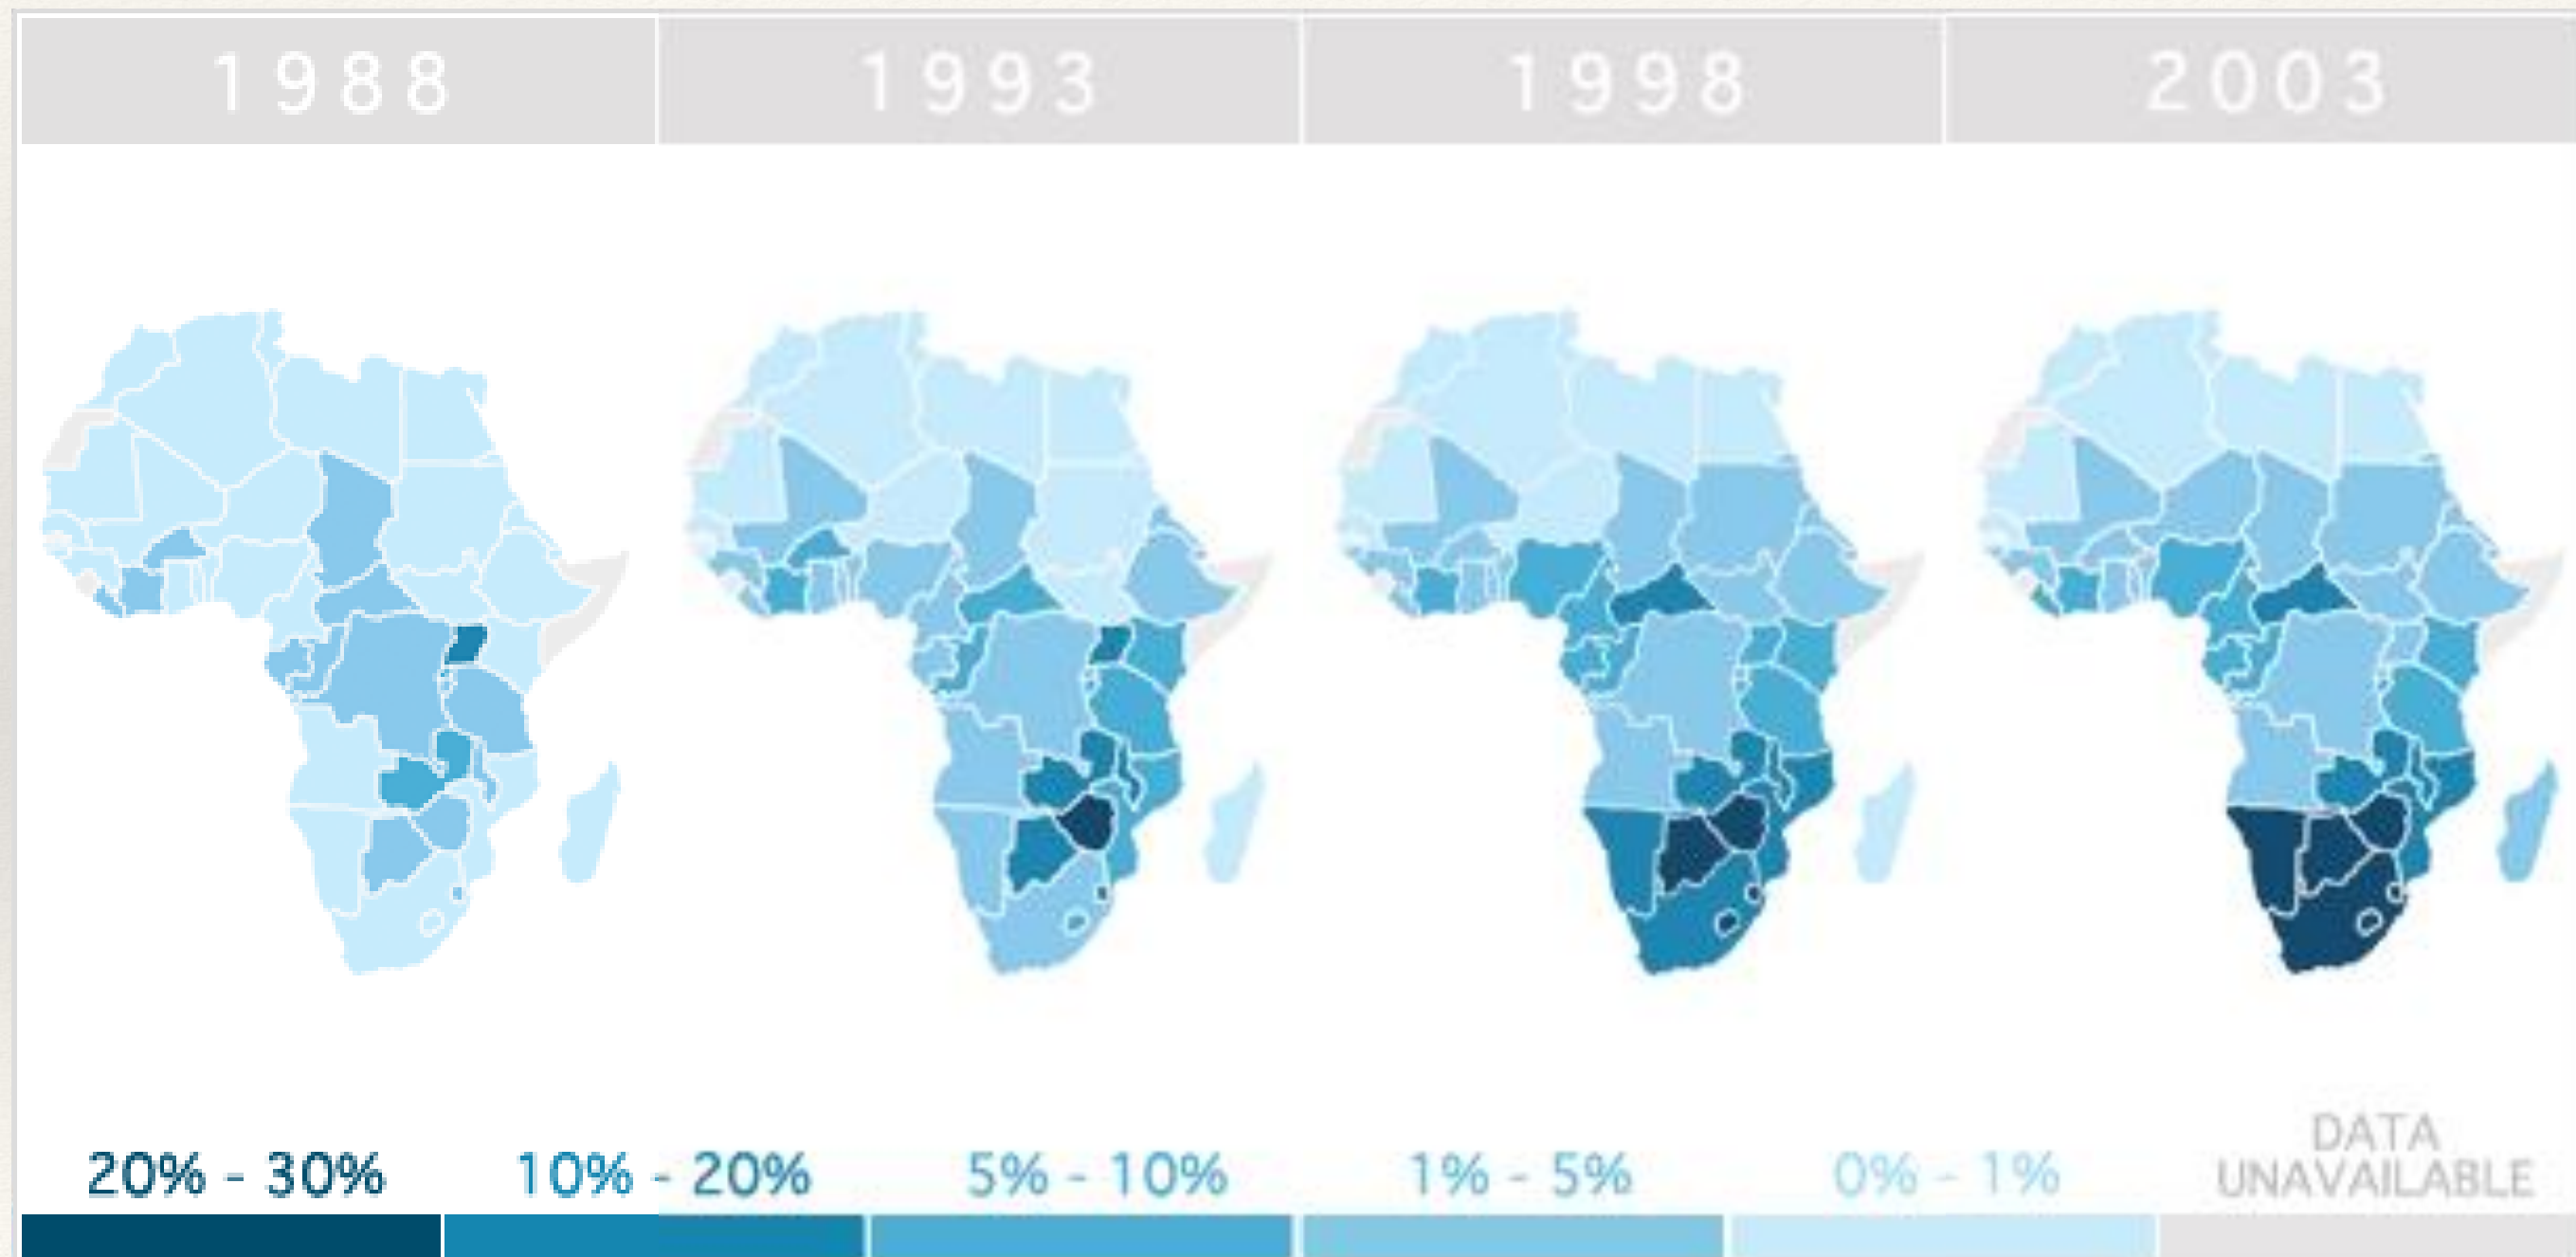 1988
1993
1998
2003
20% - 30%
10% - 20%
5% - 10%
1% - 5%
0% - 1%
DATA
UNAVAILABLE